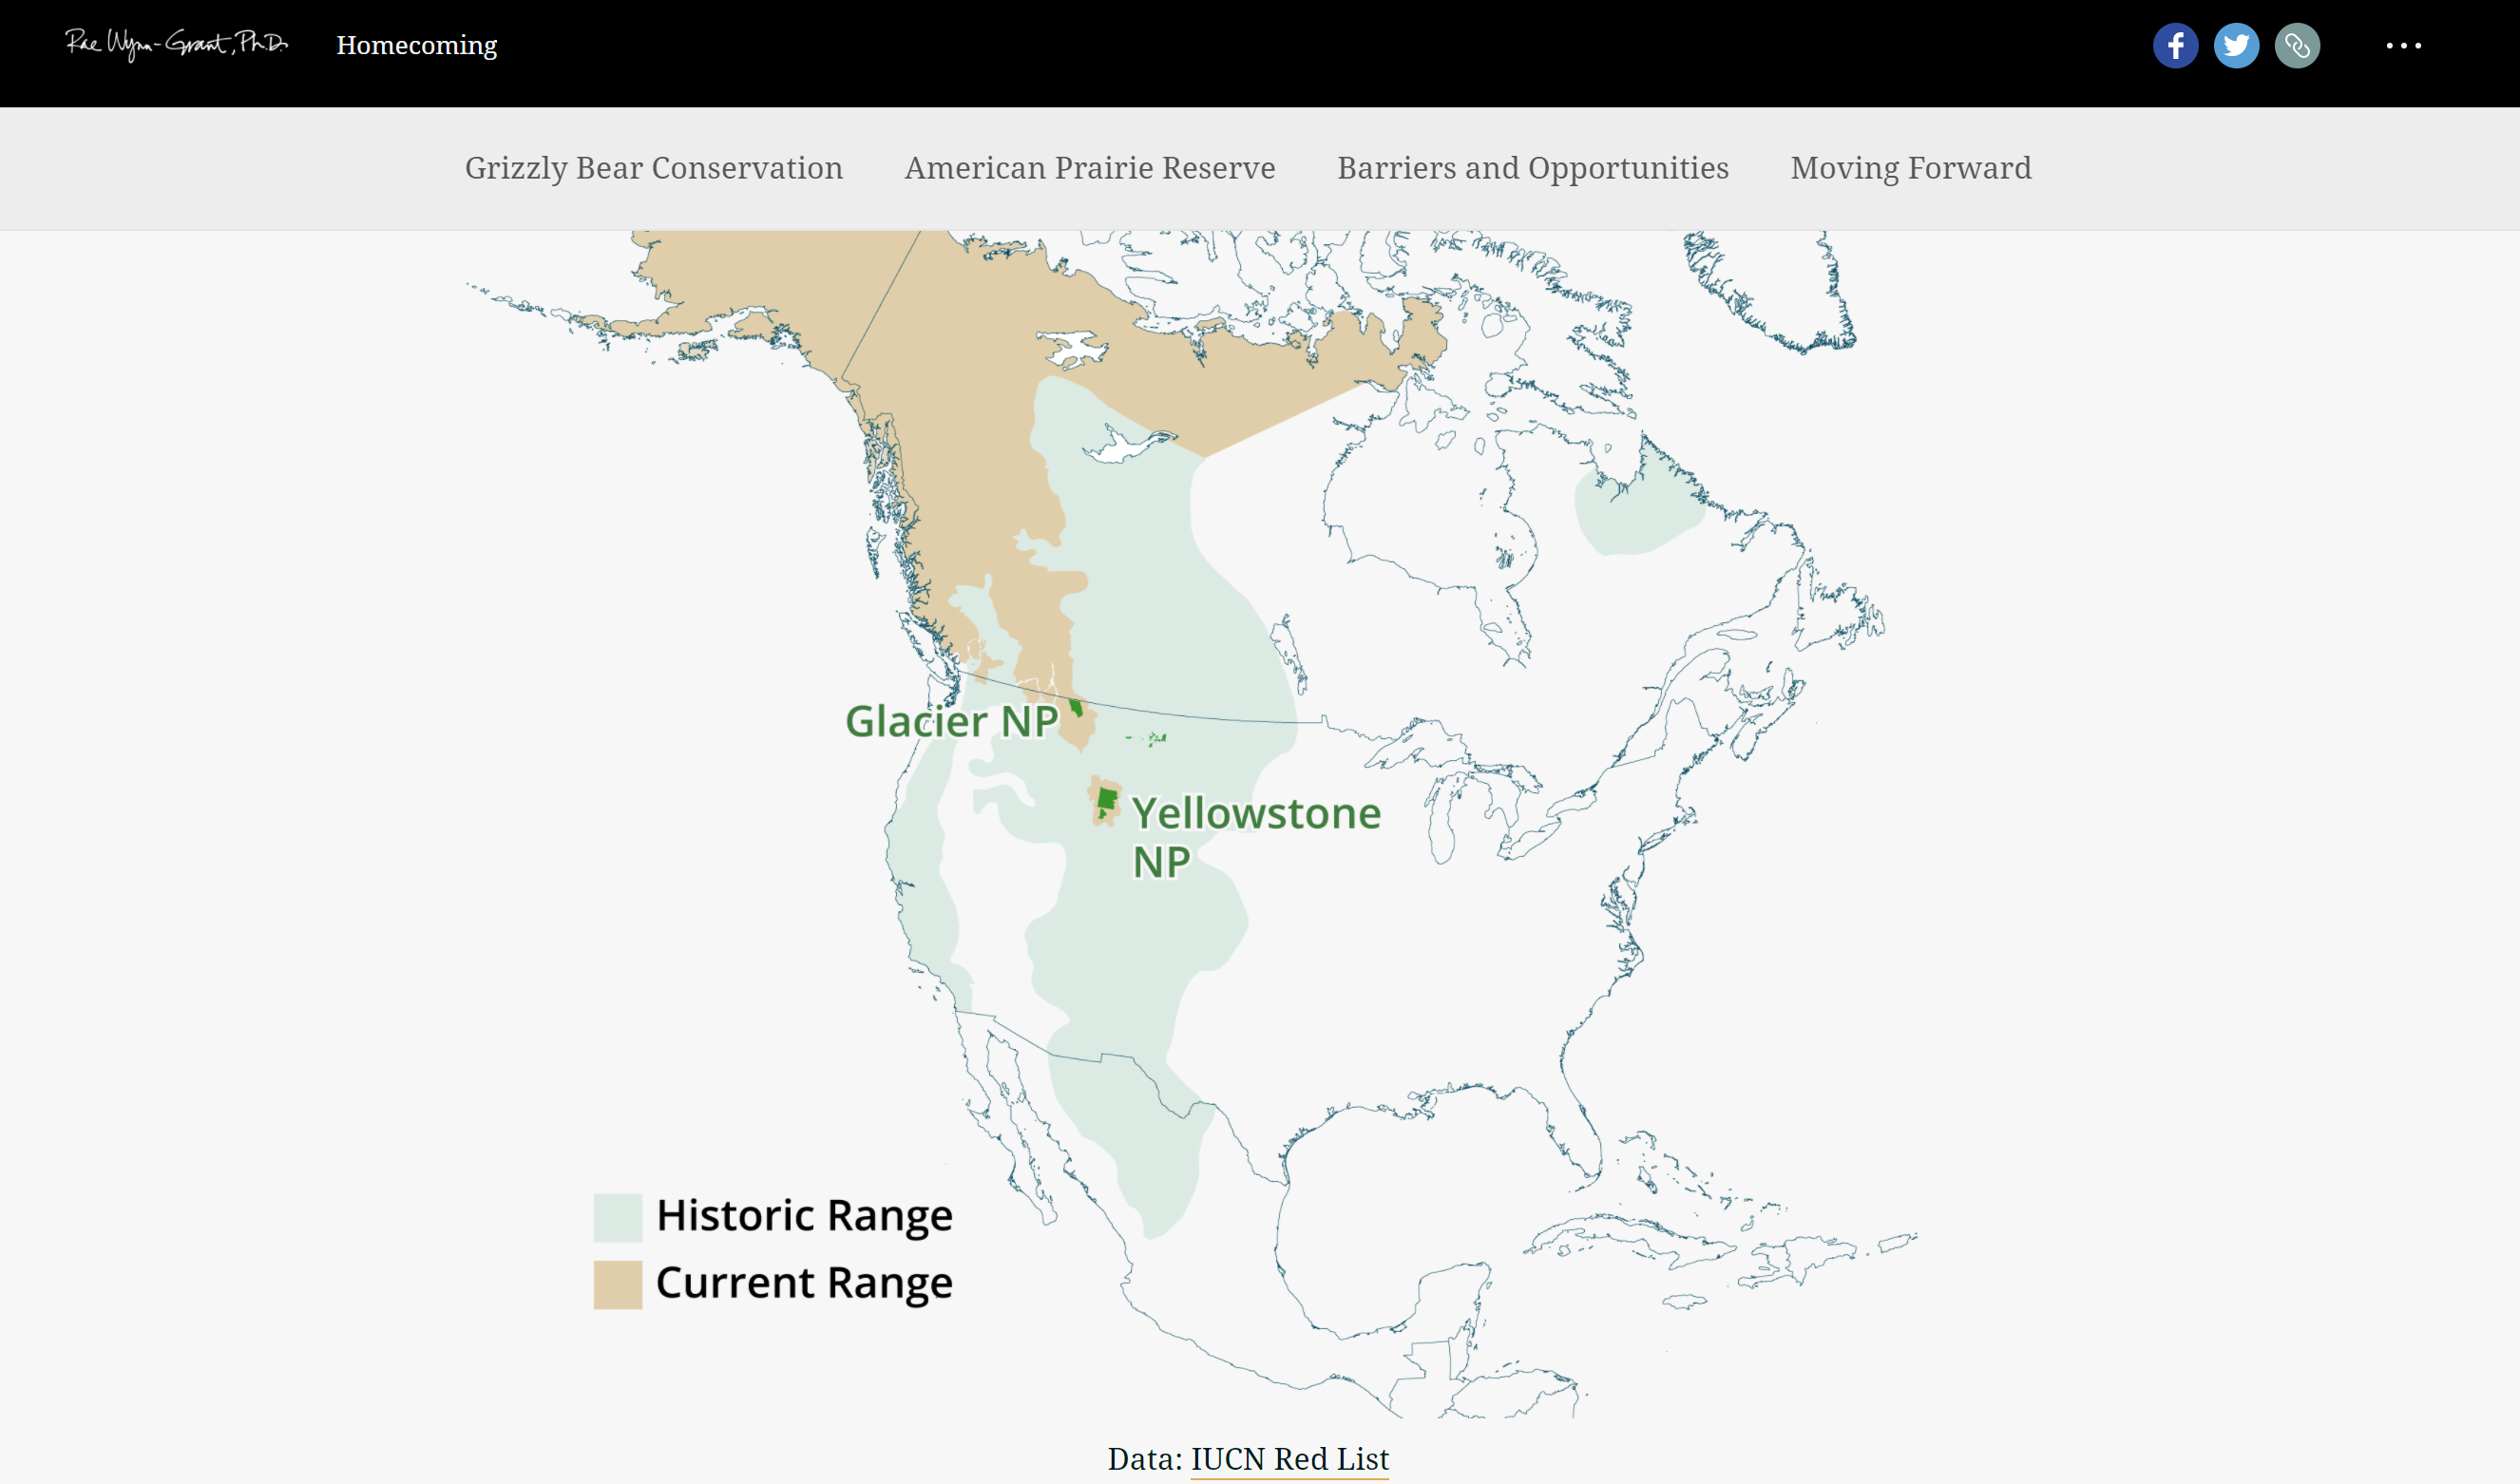 Rae Wynn-Grant, Ph.D.
Homecoming
Grizzly Bear Conservation
American Prairie Reserve
Barriers and Opportunities
Moving Forward
Glacier NP
Yellowstone
NP
Historic Range
Current Range
Data: IUCN Red List